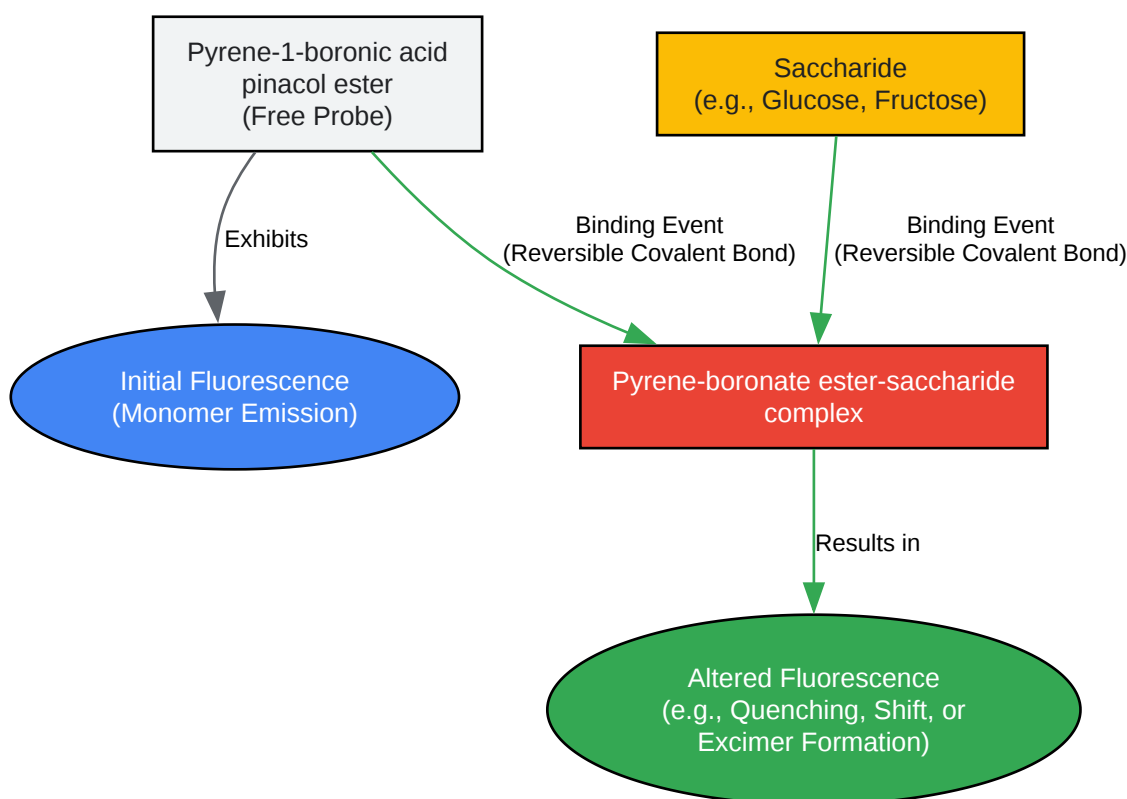 Pyrene-1-boronic acid
pinacol ester
(Free Probe)
Saccharide
(e.g., Glucose, Fructose)
Exhibits
Binding Event
(Reversible Covalent Bond)
Binding Event
(Reversible Covalent Bond)
Initial Fluorescence
(Monomer Emission)
Pyrene-boronate ester-saccharide
complex
Results in
Altered Fluorescence
(e.g., Quenching, Shift, or
Excimer Formation)